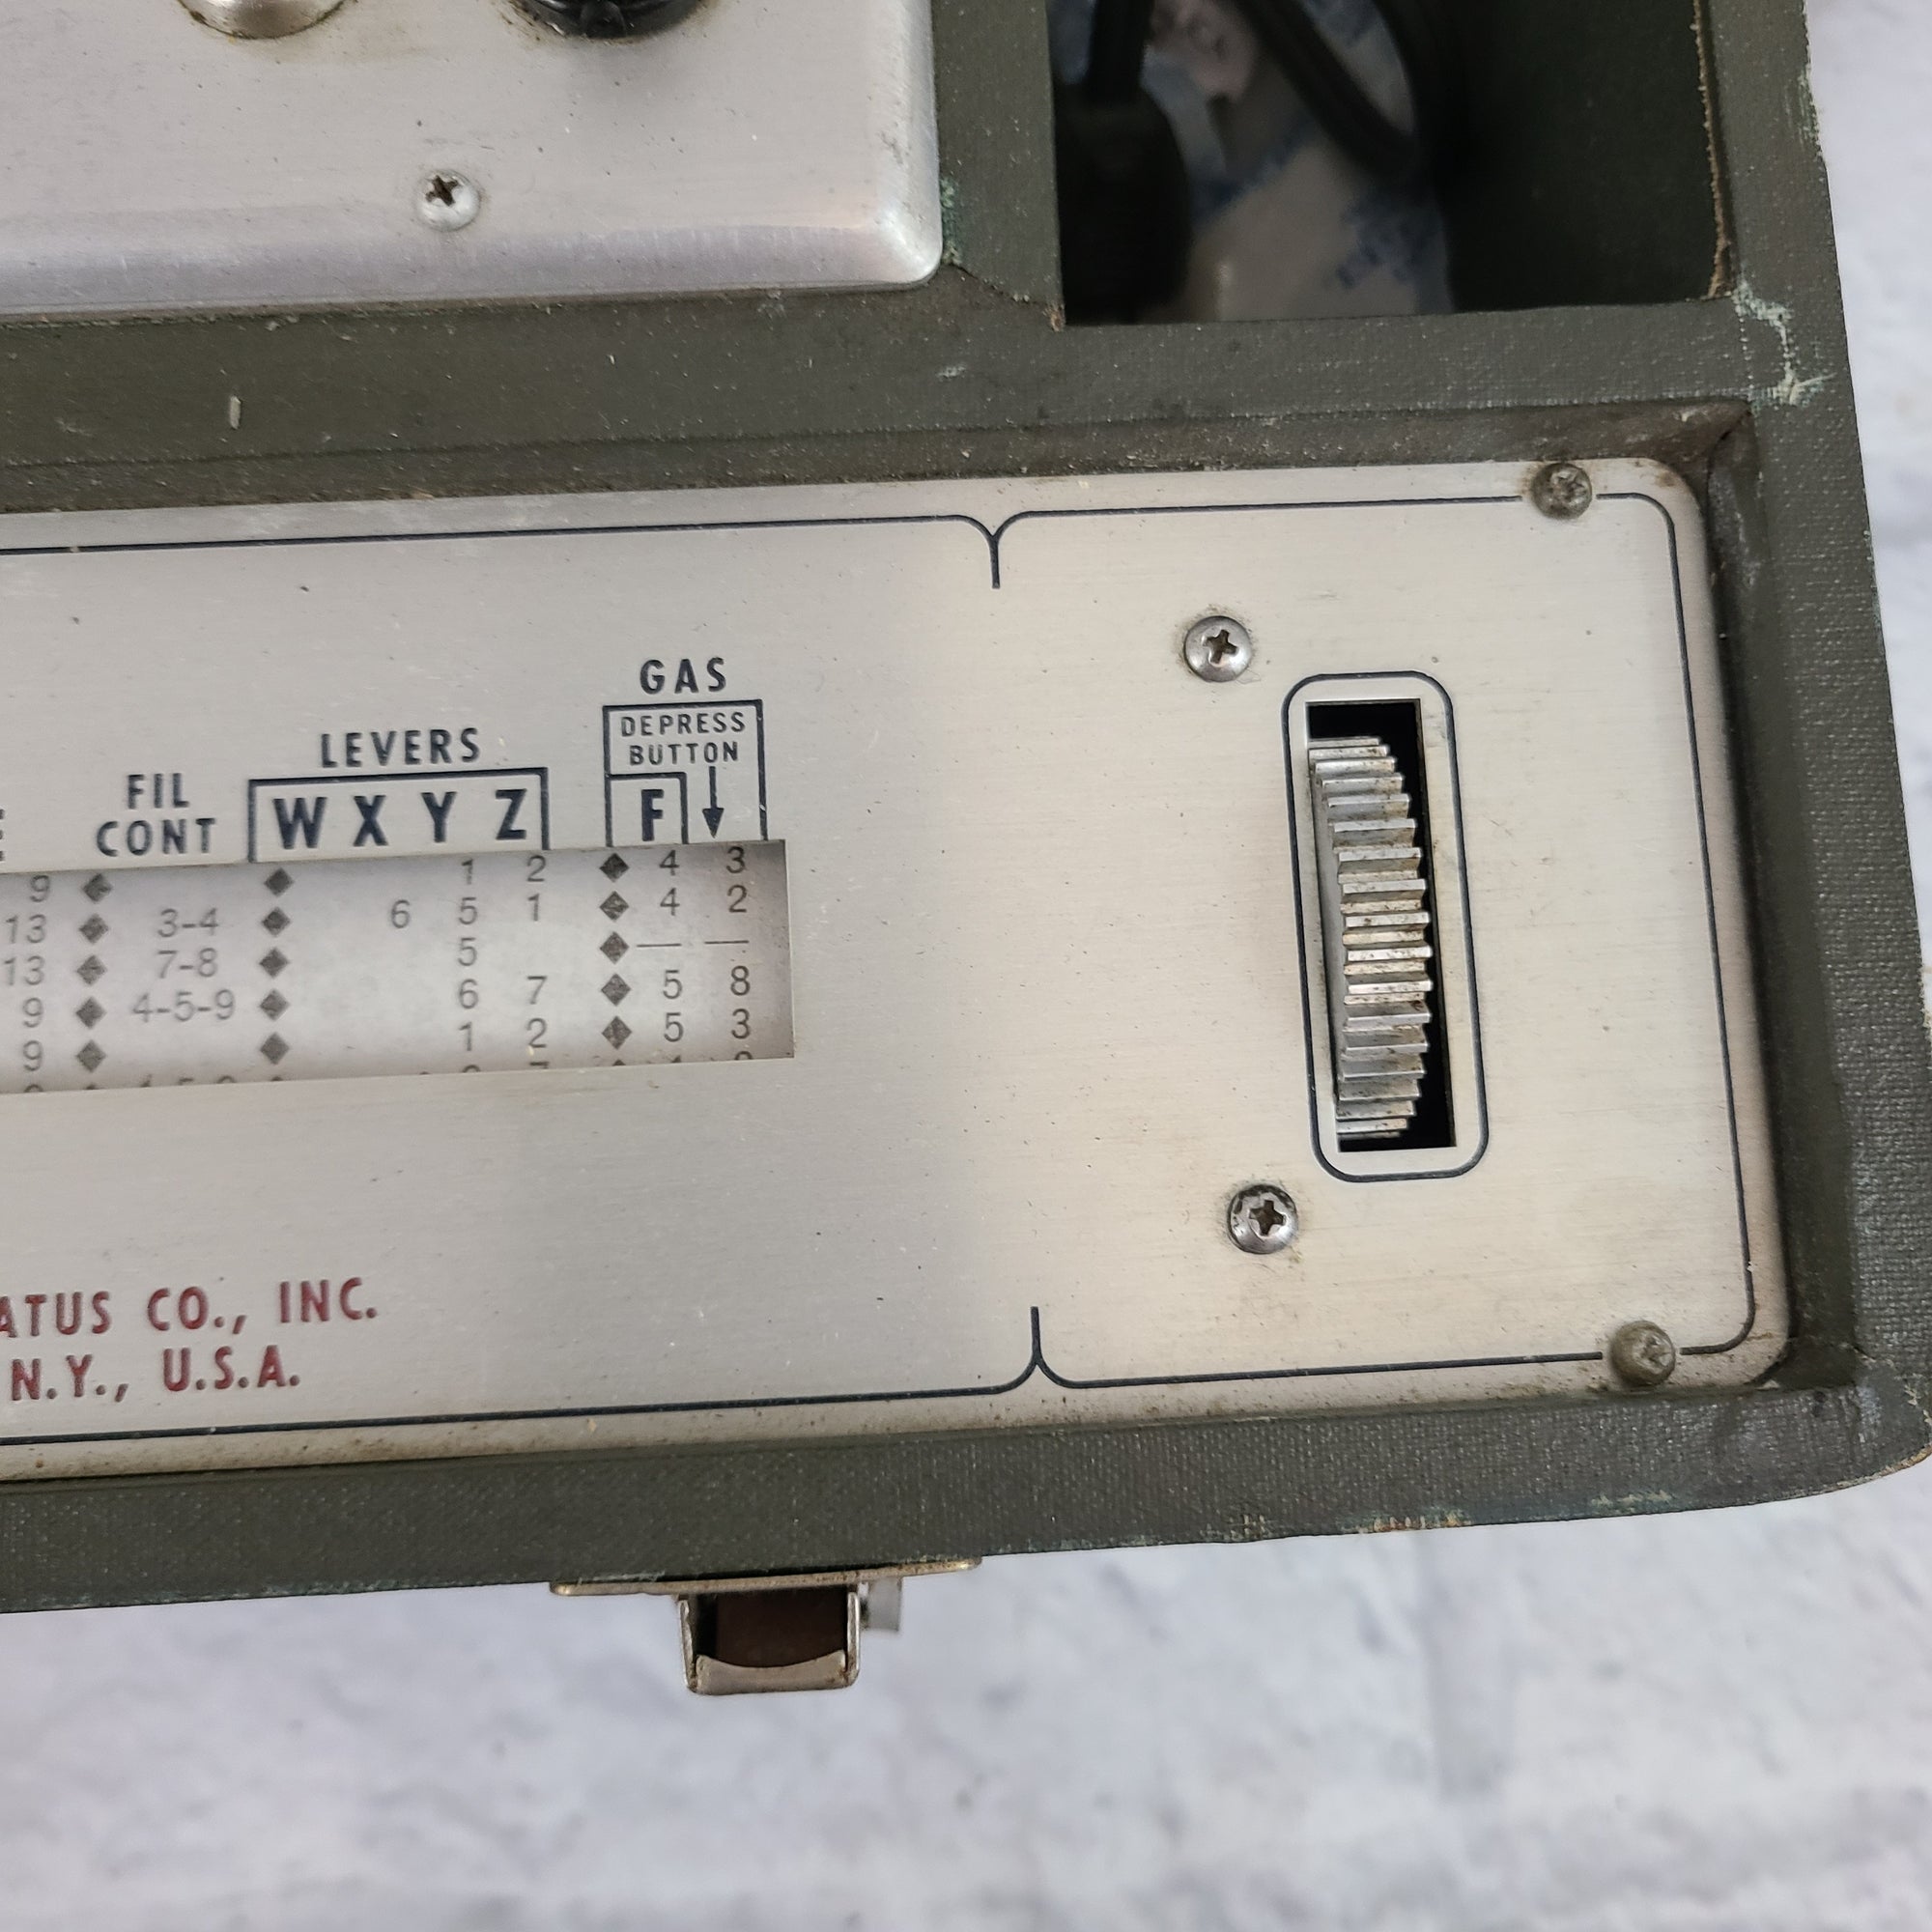 GAS
DEPRESS
BUTTON
LEVERS
FIL
CONT
W X Y Z
F
9 1 2 4 3
13 3-4 6 5 1 4 2
13 7-8 5 — —
9 4-5-9 6 7 5 8
9 1 2 5 3
ATUS CO., INC.
N.Y., U.S.A.